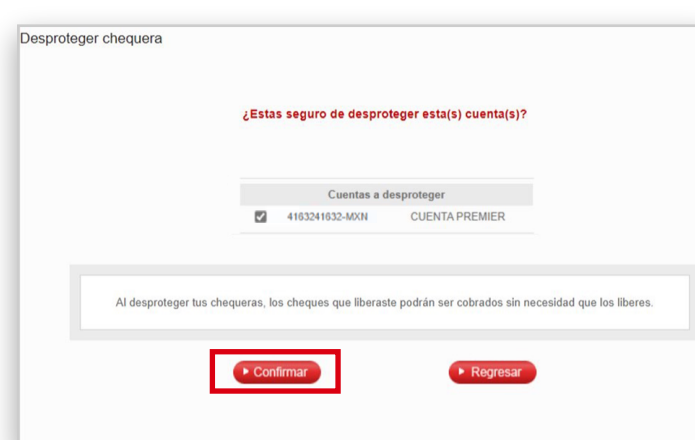 Desproteger chequera
¿Estas seguro de desproteger esta(s) cuenta(s)?
Cuentas a desproteger
4163241632-MXN CUENTA PREMIER
Al desproteger tus chequeras, los cheques que liberaste podrán ser cobrados sin necesidad que los liberes.
Confirmar Regresar